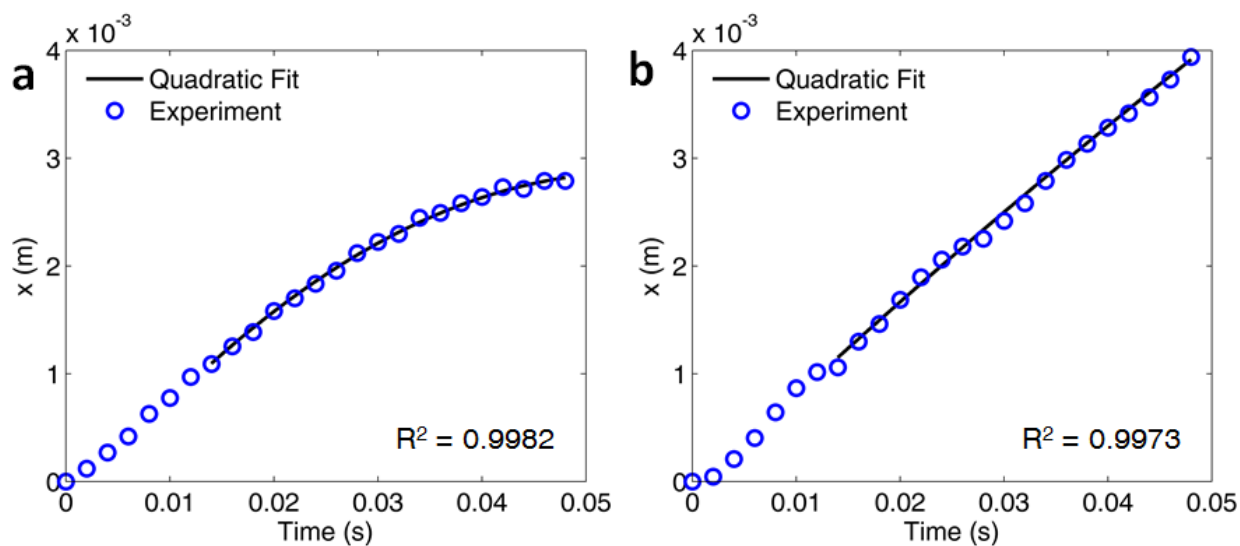 a
x 10⁻³
Quadratic Fit
Experiment
4
3
2
1
0
x (m)
R² = 0.9982
0 0.01 0.02 0.03 0.04 0.05
Time (s)
b
x 10⁻³
Quadratic Fit
Experiment
4
3
2
1
0
x (m)
R² = 0.9973
0 0.01 0.02 0.03 0.04 0.05
Time (s)